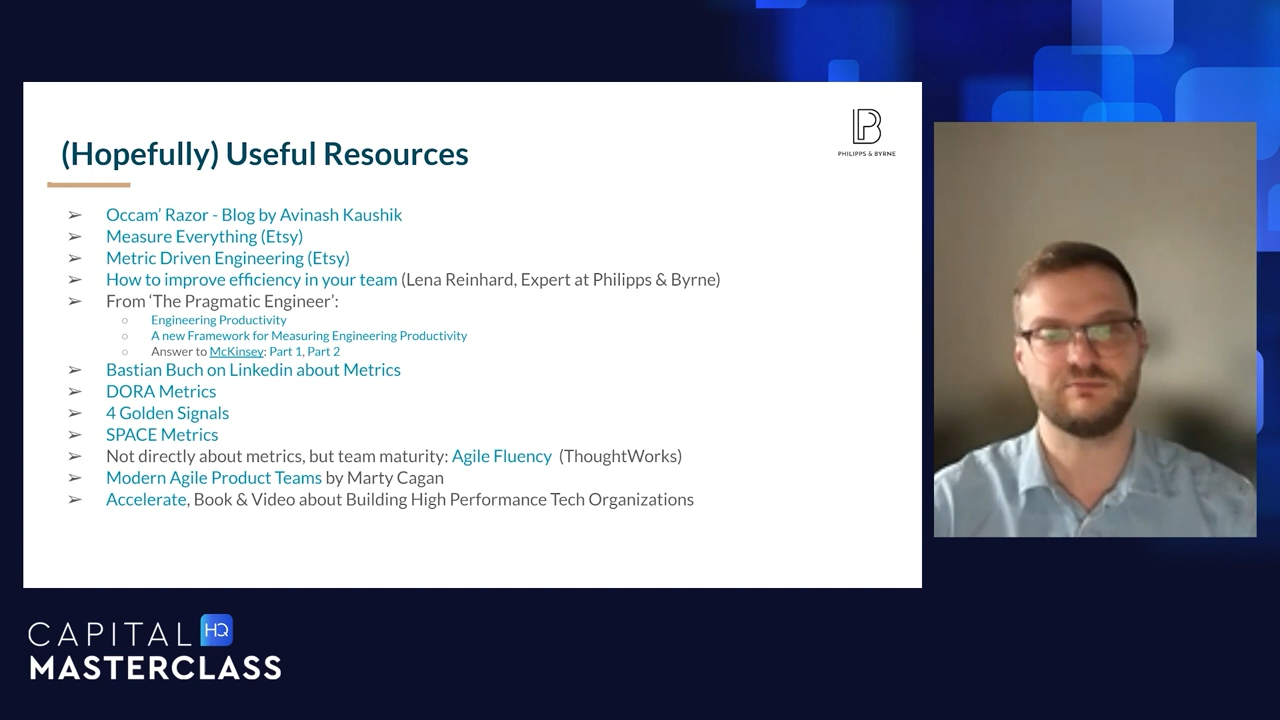 (Hopefully) Useful Resources
PHILIPPS & BYRNE
➢ Occam’ Razor - Blog by Avinash Kaushik
➢ Measure Everything (Etsy)
➢ Metric Driven Engineering (Etsy)
➢ How to improve efficiency in your team (Lena Reinhard, Expert at Philipps & Byrne)
➢ From ‘The Pragmatic Engineer’:
○ Engineering Productivity
○ A new Framework for Measuring Engineering Productivity
○ Answer to McKinsey: Part 1, Part 2
➢ Bastian Buch on Linkedin about Metrics
➢ DORA Metrics
➢ 4 Golden Signals
➢ SPACE Metrics
➢ Not directly about metrics, but team maturity: Agile Fluency (ThoughtWorks)
➢ Modern Agile Product Teams by Marty Cagan
➢ Accelerate, Book & Video about Building High Performance Tech Organizations
CAPITAL HQ
MASTERCLASS